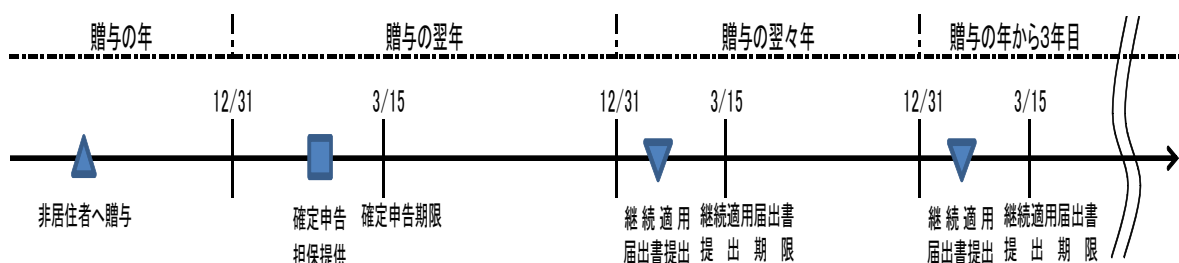 贈与の年
贈与の翌年
贈与の翌々年
贈与の年から3年目
12/31
3/15
12/31
3/15
12/31
3/15
非居住者へ贈与
確定申告
担保提供
確定申告期限
継続適用
届出書提出
継続適用届出書
提出期限
継続適用
届出書提出
継続適用届出書
提出期限